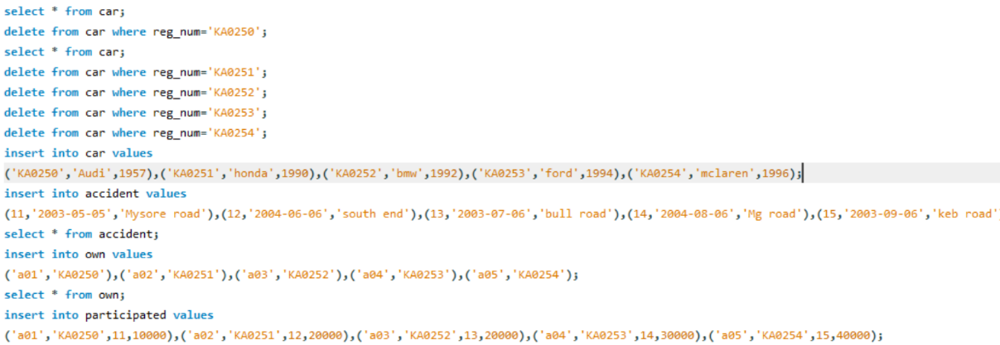 select * from car;
delete from car where reg_num='KA0250';
select * from car;
delete from car where reg_num='KA0251';
delete from car where reg_num='KA0252';
delete from car where reg_num='KA0253';
delete from car where reg_num='KA0254';
insert into car values
('KA0250','Audi',1957),('KA0251','honda',1990),('KA0252','bmw',1992),('KA0253','ford',1994),('KA0254','mclaren',1996);
insert into accident values
(11,'2003-05-05','Mysore road'),(12,'2004-06-06','south end'),(13,'2003-07-06','bull road'),(14,'2004-08-06','Mg road'),(15,'2003-09-06','keb road'
select * from accident;
insert into own values
('a01','KA0250'),('a02','KA0251'),('a03','KA0252'),('a04','KA0253'),('a05','KA0254');
select * from own;
insert into participated values
('a01','KA0250',11,10000),('a02','KA0251',12,20000),('a03','KA0252',13,20000),('a04','KA0253',14,30000),('a05','KA0254',15,40000);